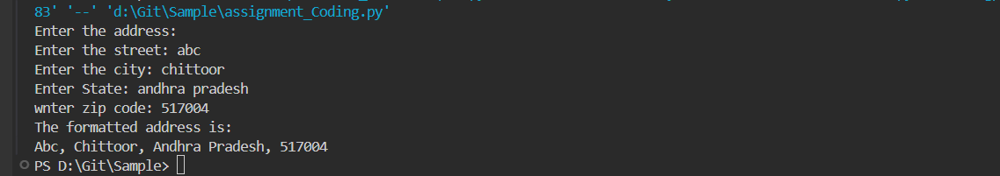 83' '--' 'd:\Git\Sample\assignment_Coding.py'
Enter the address:
Enter the street: abc
Enter the city: chittoor
Enter State: andhra pradesh
wnter zip code: 517004
The formatted address is:
Abc, Chittoor, Andhra Pradesh, 517004
PS D:\Git\Sample>